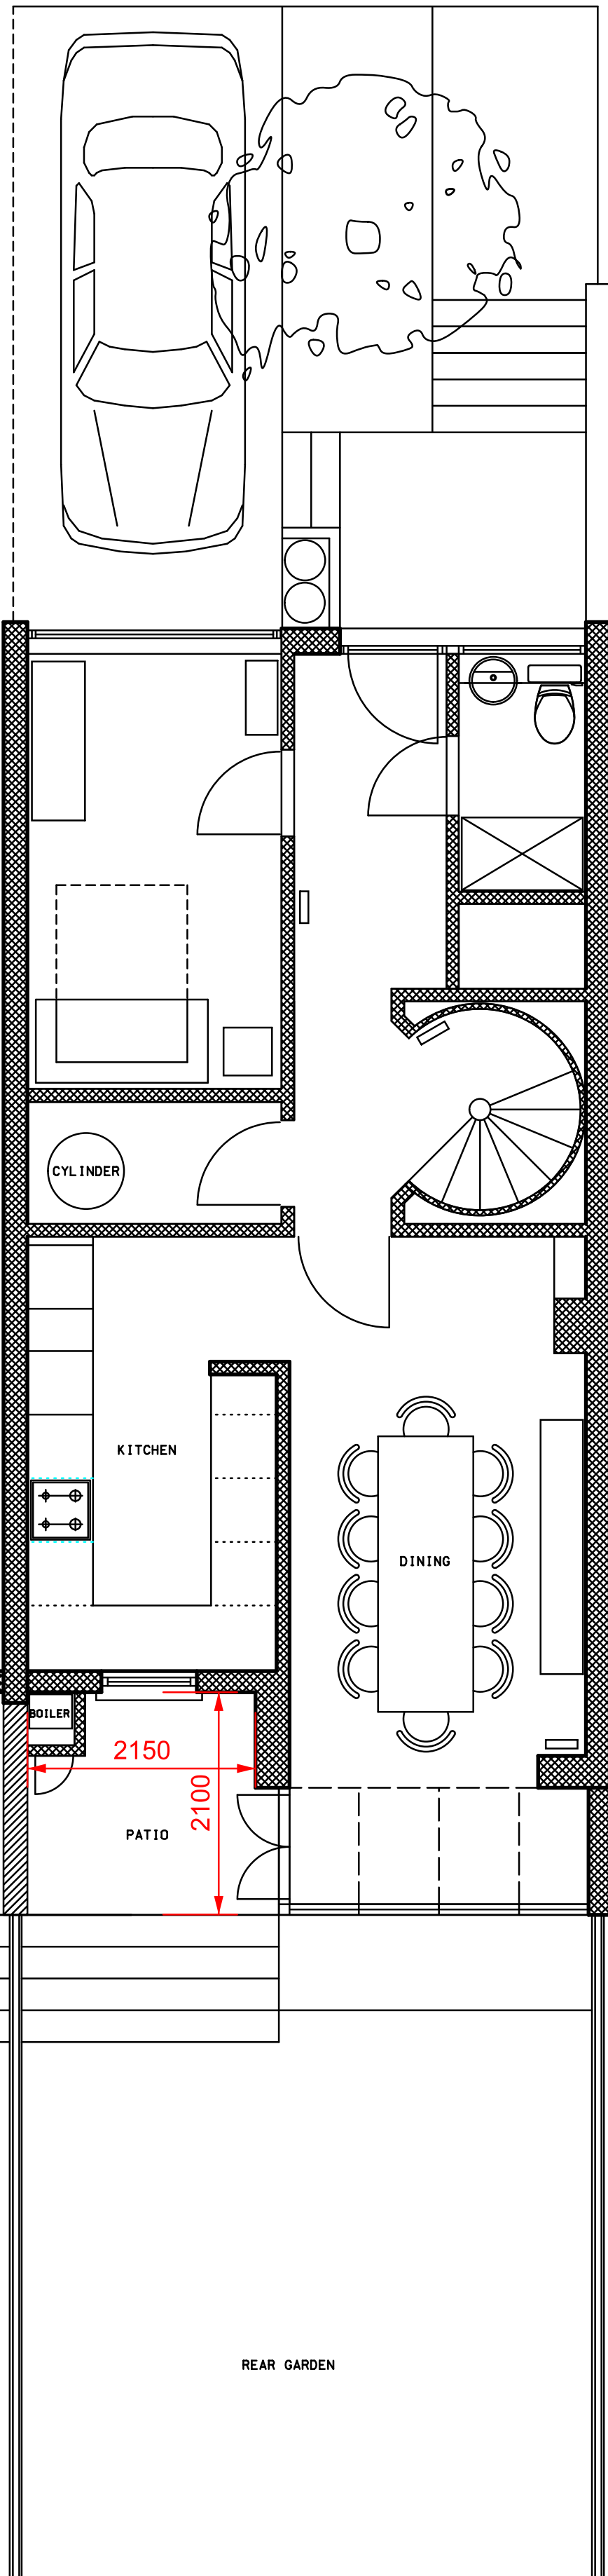 CYLINDER
KITCHEN
DINING
BOILER
2150
2100
PATIO
REAR GARDEN